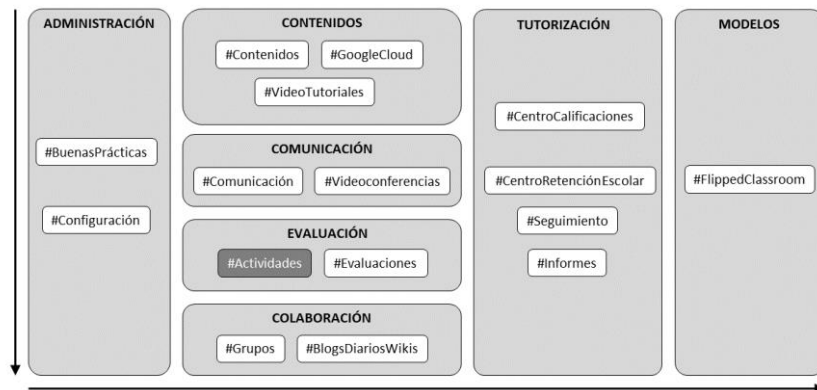 ADMINISTRACIÓN
#BuenasPrácticas
#Configuración
CONTENIDOS
#Contenidos #GoogleCloud
#VideoTutoriales
COMUNICACIÓN
#Comunicación #Videoconferencias
EVALUACIÓN
#Actividades #Evaluaciones
COLABORACIÓN
#Grupos #BlogsDiariosWikis
TUTORIZACIÓN
#CentroCalificaciones
#CentroRetenciónEscolar
#Seguimiento
#Informes
MODELOS
#FlippedClassroom